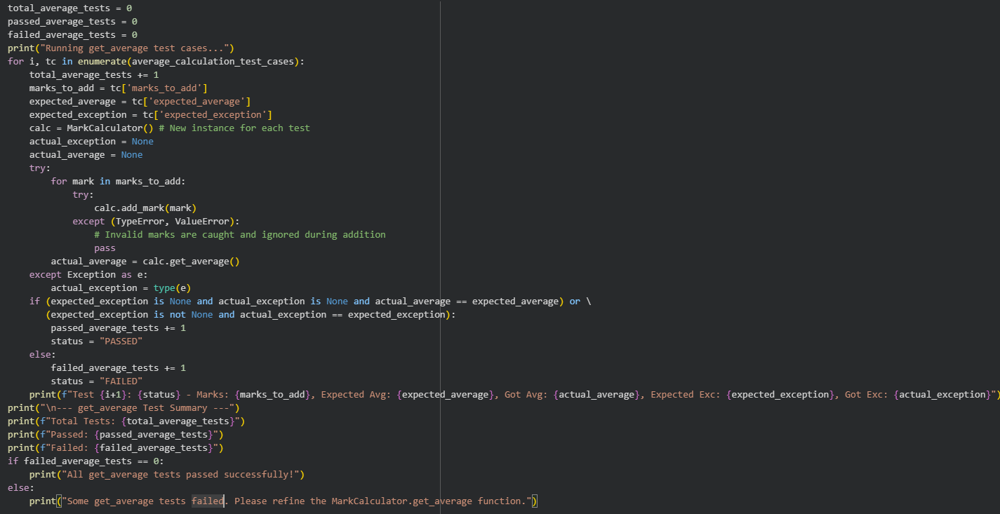 total_average_tests = 0
passed_average_tests = 0
failed_average_tests = 0
print("Running get_average test cases...")
for i, tc in enumerate(average_calculation_test_cases):
    total_average_tests += 1
    marks_to_add = tc['marks_to_add']
    expected_average = tc['expected_average']
    expected_exception = tc['expected_exception']
    calc = MarkCalculator() # New instance for each test
    actual_exception = None
    actual_average = None
    try:
        for mark in marks_to_add:
            try:
                calc.add_mark(mark)
            except (TypeError, ValueError):
                # Invalid marks are caught and ignored during addition
                pass
        actual_average = calc.get_average()
    except Exception as e:
        actual_exception = type(e)
    if (expected_exception is None and actual_exception is None and actual_average == expected_average) or \
       (expected_exception is not None and actual_exception == expected_exception):
        passed_average_tests += 1
        status = "PASSED"
    else:
        failed_average_tests += 1
        status = "FAILED"
    print(f"Test {i+1}: {status} - Marks: {marks_to_add}, Expected Avg: {expected_average}, Got Avg: {actual_average}, Expected Exc: {expected_exception}, Got Exc: {actual_exception}")
print("\n--- get_average Test Summary ---")
print(f"Total Tests: {total_average_tests}")
print(f"Passed: {passed_average_tests}")
print(f"Failed: {failed_average_tests}")
if failed_average_tests == 0:
    print("All get_average tests passed successfully!")
else:
    print("Some get_average tests failed. Please refine the MarkCalculator.get_average function.")